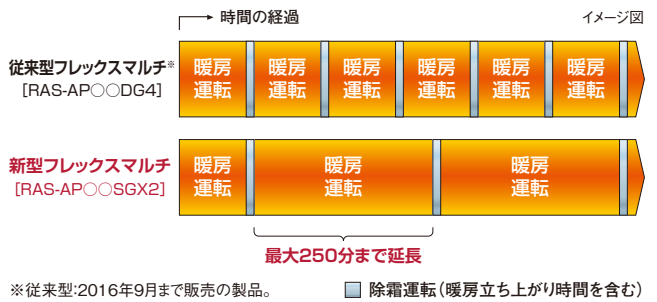 時間の経過
イメージ図
従来型フレックスマルチ※
[RAS-AP○○DG4]
暖房
運転
暖房
運転
暖房
運転
暖房
運転
暖房
運転
暖房
運転
新型フレックスマルチ
[RAS-AP○○SGX2]
暖房
運転
暖房
運転
暖房
運転
最大250分まで延長
※従来型:2016年9月まで販売の製品。
除霜運転(暖房立ち上がり時間を含む)